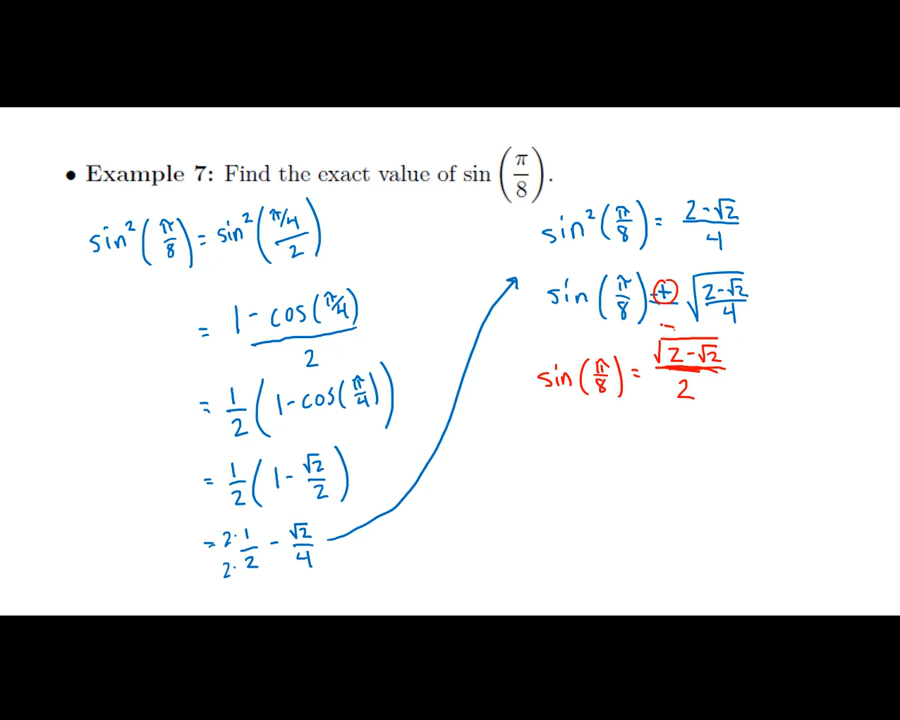 • Example 7: Find the exact value of sin(π/8).
sin²(π/8) = sin²((π/4)/2)
= (1 - cos(π/4))/2
= 1/2 (1 - cos(π/4))
= 1/2 (1 - √2/2)
= 2·1/2·2 - √2/4
sin²(π/8) = (2-√2)/4
sin(π/8) = ± √((2-√2)/4)
sin(π/8) = √(2-√2)/2